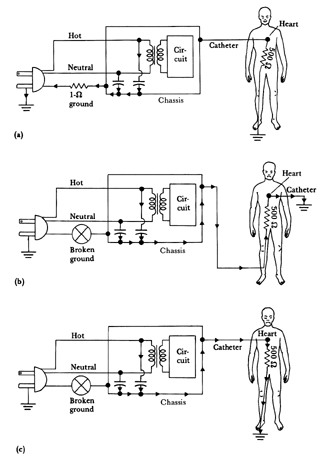 Hot
Heart
Neutral
Cir-
cuit
Catheter
500 Ω
1-Ω
ground
Chassis
(a)
Hot
Heart
Catheter
Neutral
Cir-
cuit
500 Ω
Broken
ground
Chassis
(b)
Hot
Heart
Neutral
Cir-
cuit
Catheter
500 Ω
Broken
ground
Chassis
(c)